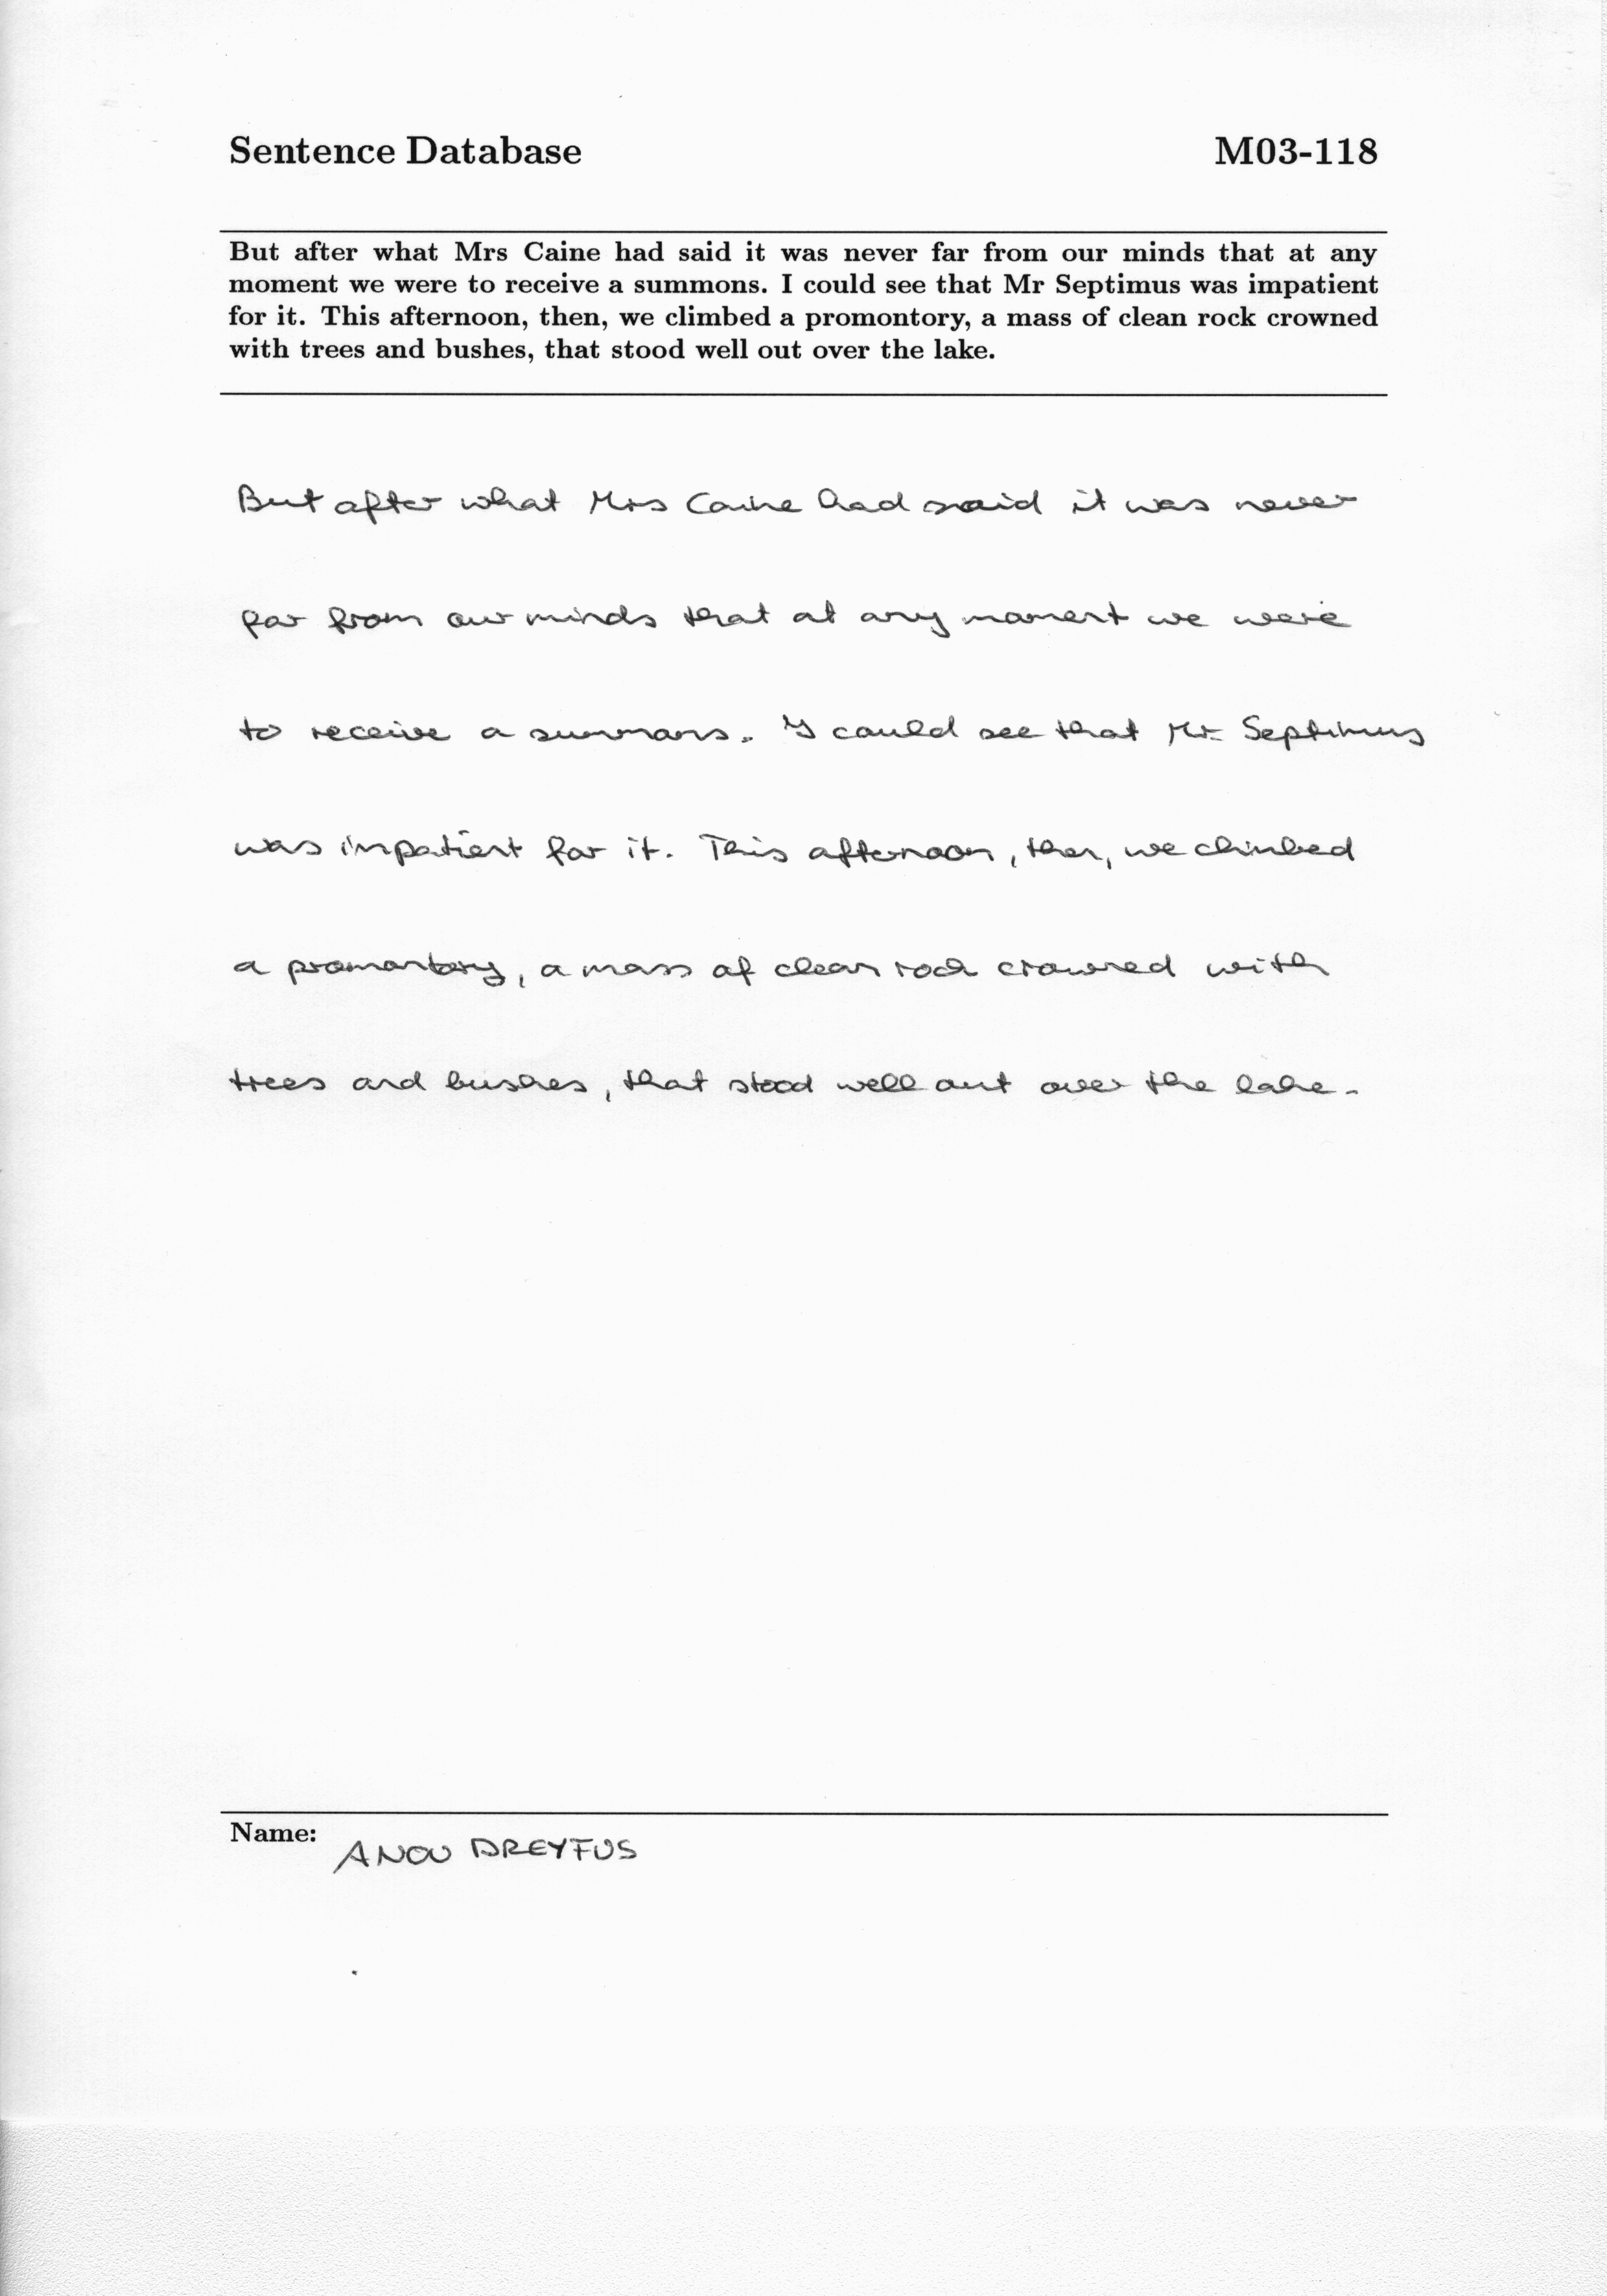 Sentence Database M03-118
But after what Mrs Caine had said it was never far from our minds that at any
moment we were to receive a summons. I could see that Mr Septimus was impatient
for it. This afternoon, then, we climbed a promontory, a mass of clean rock crowned
with trees and bushes, that stood well out over the lake.
But after what Mrs Caine had said it was never
far from our minds that at any moment we were
to receive a summons. I could see that Mr Septimus
was impatient for it. This afternoon, then, we climbed
a promontory, a mass of clean rock crowned with
trees and bushes, that stood well out over the lake.
Name: ANOU DREYFUS